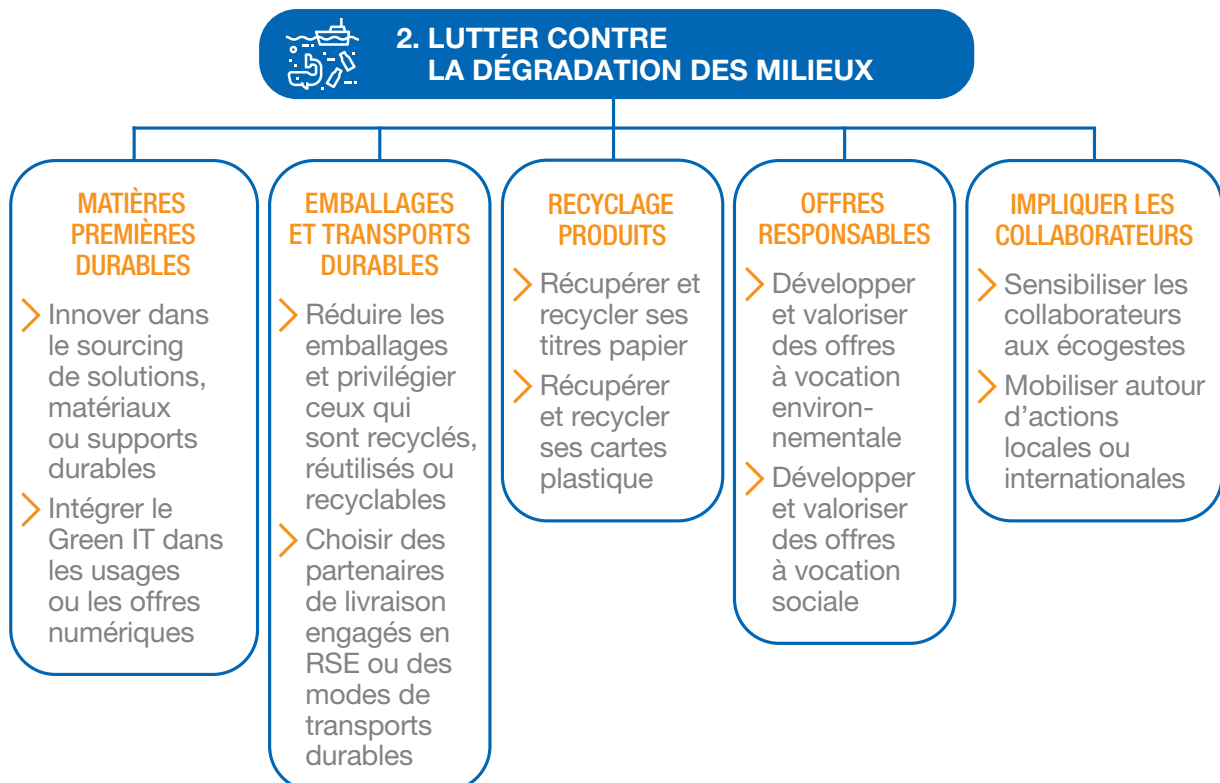 2. LUTTER CONTRE
LA DÉGRADATION DES MILIEUX
MATIÈRES
PREMIÈRES
DURABLES
Innover dans
le sourcing
de solutions,
matériaux
ou supports
durables
Intégrer le
Green IT dans
les usages
ou les offres
numériques
EMBALLAGES
ET TRANSPORTS
DURABLES
Réduire les
emballages
et privilégier
ceux qui
sont recyclés,
réutilisés ou
recyclables
Choisir des
partenaires
de livraison
engagés en
RSE ou des
modes de
transports
durables
RECYCLAGE
PRODUITS
Récupérer et
recycler ses
titres papier
Récupérer
et recycler
ses cartes
plastique
OFFRES
RESPONSABLES
Développer
et valoriser
des offres
à vocation
environ-
nementale
Développer
et valoriser
des offres
à vocation
sociale
IMPLIQUER LES
COLLABORATEURS
Sensibiliser les
collaborateurs
aux écogestes
Mobiliser autour
d’actions
locales ou
internationales